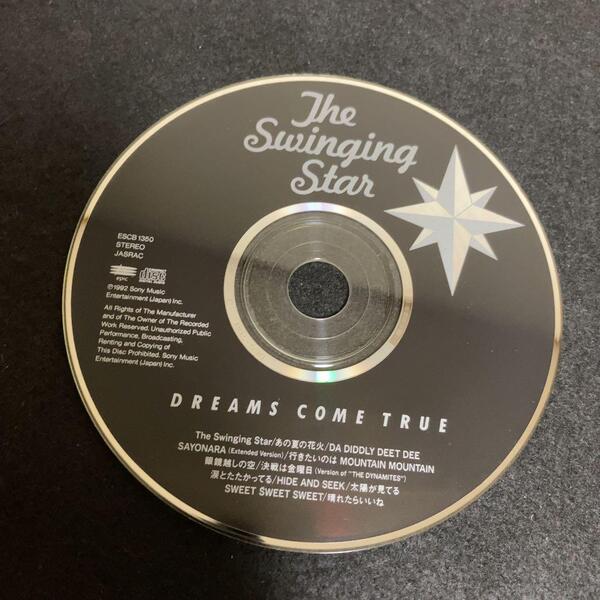 The
Swinging
Star
ESCB 1350
STEREO
JASRAC
epic
COMPACT
disc
DIGITAL AUDIO
℗1992 Sony Music
Entertainment (Japan) Inc.
All Rights of The Manufacturer
and of The Owner of The Recorded
Work Reserved. Unauthorized Public
Performance, Broadcasting,
Renting and Copying of
This Disc Prohibited. Sony Music
Entertainment (Japan) Inc.
DREAMS COME TRUE
The Swinging Star/あの夏の花火/DA DIDDLY DEET DEE
SAYONARA (Extended Version)/行きたいのは MOUNTAIN MOUNTAIN
眼鏡越しの空/決戦は金曜日 (Version of "THE DYNAMITES")
涙とたたかってる/HIDE AND SEEK/太陽が見てる
SWEET SWEET SWEET/晴れたらいいね